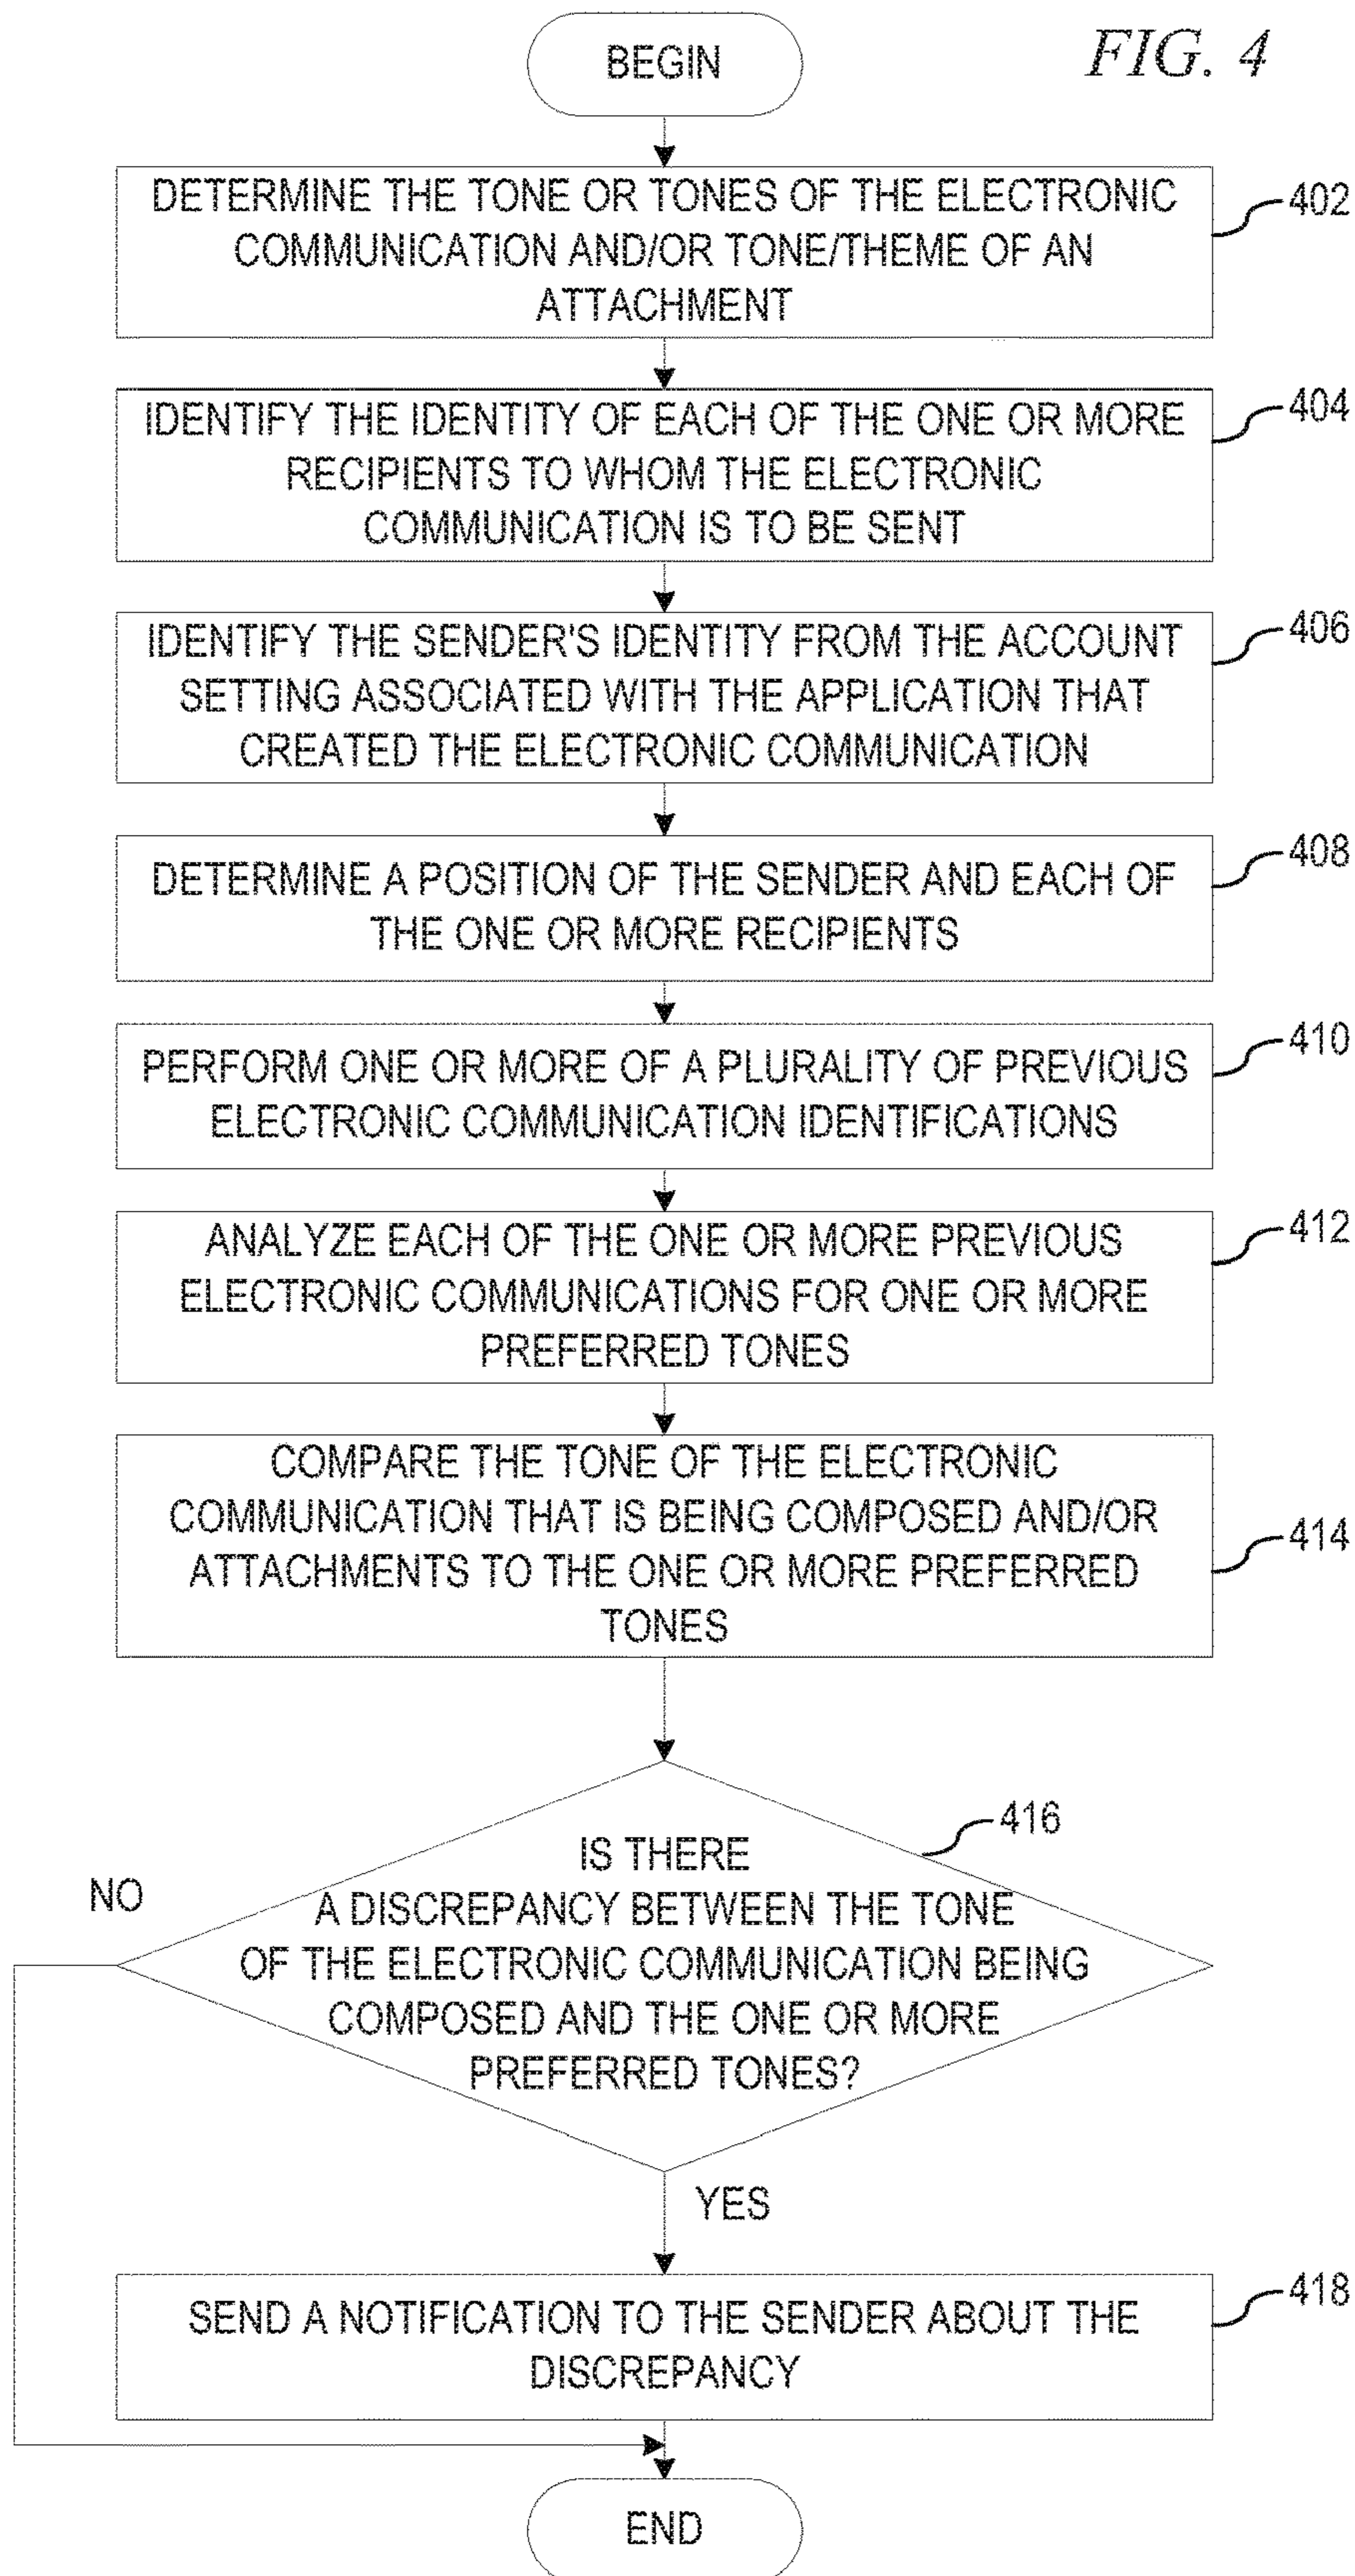 BEGIN
FIG. 4
DETERMINE THE TONE OR TONES OF THE ELECTRONIC
COMMUNICATION AND/OR TONE/THEME OF AN
ATTACHMENT
402
IDENTIFY THE IDENTITY OF EACH OF THE ONE OR MORE
RECIPIENTS TO WHOM THE ELECTRONIC
COMMUNICATION IS TO BE SENT
404
IDENTIFY THE SENDER'S IDENTITY FROM THE ACCOUNT
SETTING ASSOCIATED WITH THE APPLICATION THAT
CREATED THE ELECTRONIC COMMUNICATION
406
DETERMINE A POSITION OF THE SENDER AND EACH OF
THE ONE OR MORE RECIPIENTS
408
PERFORM ONE OR MORE OF A PLURALITY OF PREVIOUS
ELECTRONIC COMMUNICATION IDENTIFICATIONS
410
ANALYZE EACH OF THE ONE OR MORE PREVIOUS
ELECTRONIC COMMUNICATIONS FOR ONE OR MORE
PREFERRED TONES
412
COMPARE THE TONE OF THE ELECTRONIC
COMMUNICATION THAT IS BEING COMPOSED AND/OR
ATTACHMENTS TO THE ONE OR MORE PREFERRED
TONES
414
416
IS THERE
A DISCREPANCY BETWEEN THE TONE
OF THE ELECTRONIC COMMUNICATION BEING
COMPOSED AND THE ONE OR MORE
PREFERRED TONES?
NO
YES
SEND A NOTIFICATION TO THE SENDER ABOUT THE
DISCREPANCY
418
END